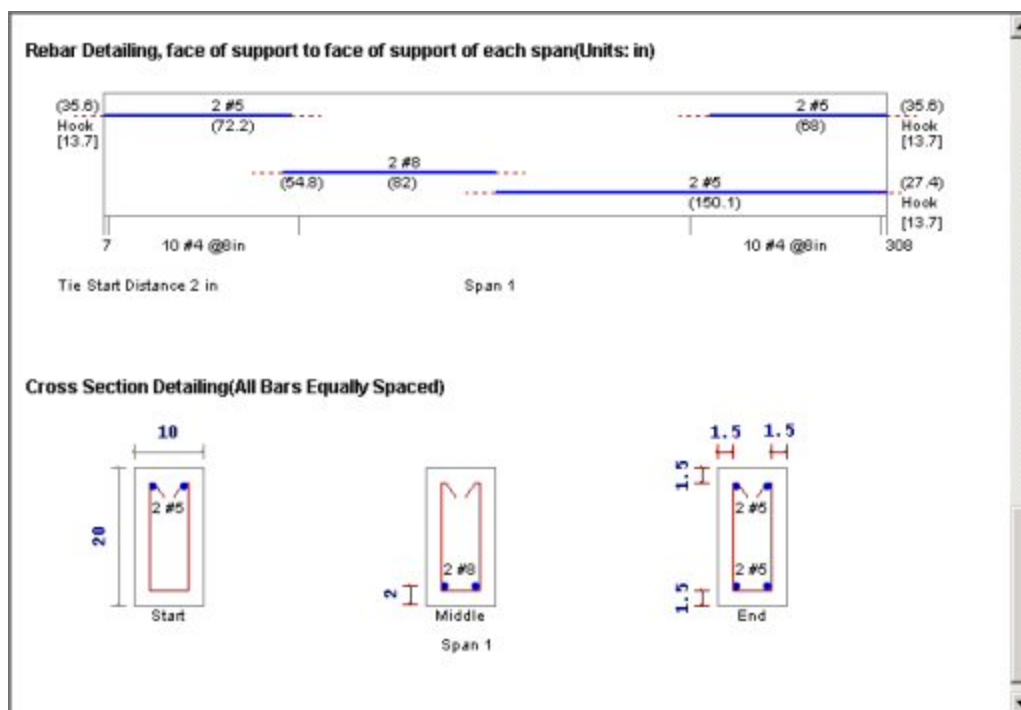 Rebar Detailing, face of support to face of support of each span(Units: in)
(35.6) 2 #5 2 #5 (35.6)
Hook (72.2) (68) Hook
[13.7] [13.7]
2 #8
(54.8) (82) 2 #5 (27.4)
(150.1) Hook
[13.7]
7 10 #4 @8in 10 #4 @8in 308
Tie Start Distance 2 in Span 1
Cross Section Detailing(All Bars Equally Spaced)
10 1.5 1.5
20 2 #5 1.5 2 #5
2 2 #8 1.5 2 #5
Start Middle End
Span 1